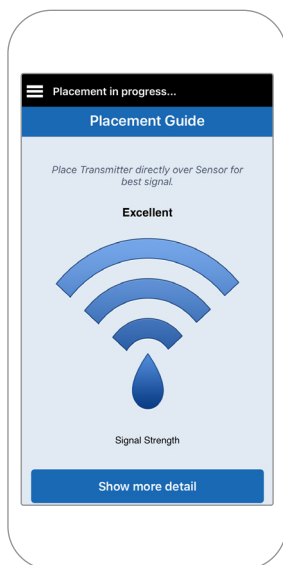 Placement in progress...
Placement Guide
Place Transmitter directly over Sensor for
best signal.
Excellent
Signal Strength
Show more detail